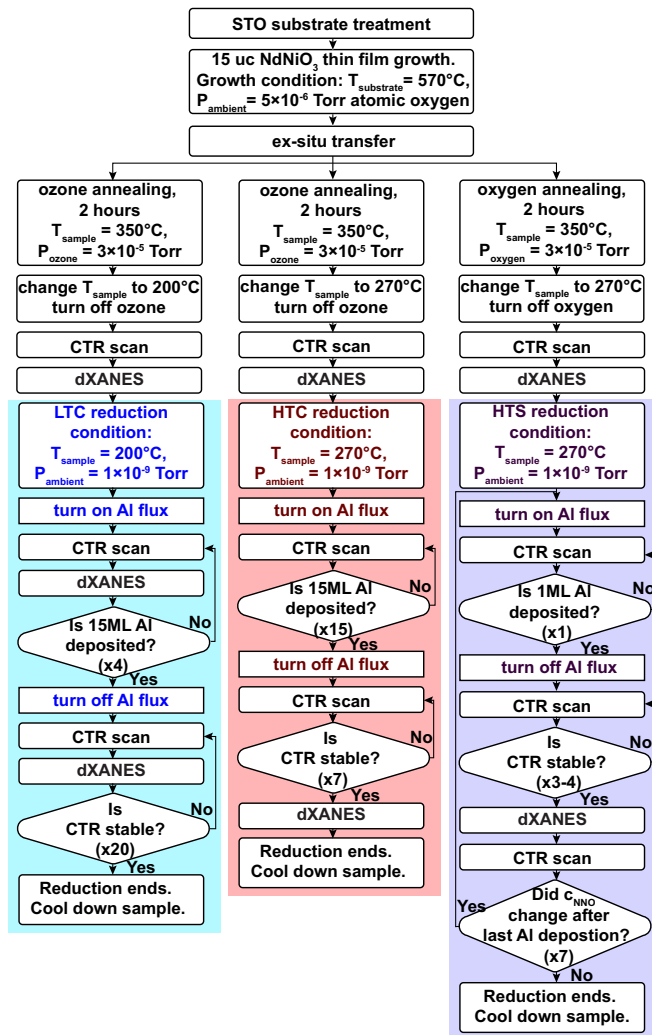 STO substrate treatment
15 uc NdNiO3 thin film growth.
Growth condition: Tsubstrate = 570°C,
Pambient = 5×10-6 Torr atomic oxygen
ex-situ transfer
ozone annealing,
2 hours
Tsample = 350°C,
Pozone = 3×10-5 Torr
change Tsample to 200°C
turn off ozone
CTR scan
dXANES
LTC reduction
condition:
Tsample = 200°C,
Pambient = 1×10-9 Torr
turn on Al flux
CTR scan
dXANES
Is 15ML Al
deposited?
(x4)
No
Yes
turn off Al flux
CTR scan
dXANES
Is
CTR stable?
(x20)
No
Yes
Reduction ends.
Cool down sample.
ozone annealing,
2 hours
Tsample = 350°C,
Pozone = 3×10-5 Torr
change Tsample to 270°C
turn off ozone
CTR scan
dXANES
HTC reduction
condition:
Tsample = 270°C,
Pambient = 1×10-9 Torr
turn on Al flux
CTR scan
Is 15ML Al
deposited?
(x15)
No
Yes
turn off Al flux
CTR scan
Is
CTR stable?
(x7)
No
Yes
dXANES
Reduction ends.
Cool down sample.
oxygen annealing,
2 hours
Tsample = 350°C,
Poxygen = 3×10-5 Torr
change Tsample to 270°C
turn off oxygen
CTR scan
dXANES
HTS reduction
condition:
Tsample = 270°C
Pambient = 1×10-9 Torr
turn on Al flux
CTR scan
Is 1ML Al
deposited?
(x1)
No
Yes
turn off Al flux
CTR scan
Is
CTR stable?
(x3-4)
No
Yes
dXANES
CTR scan
Did cNNO
change after
last Al depostion?
(x7)
Yes
No
Reduction ends.
Cool down sample.